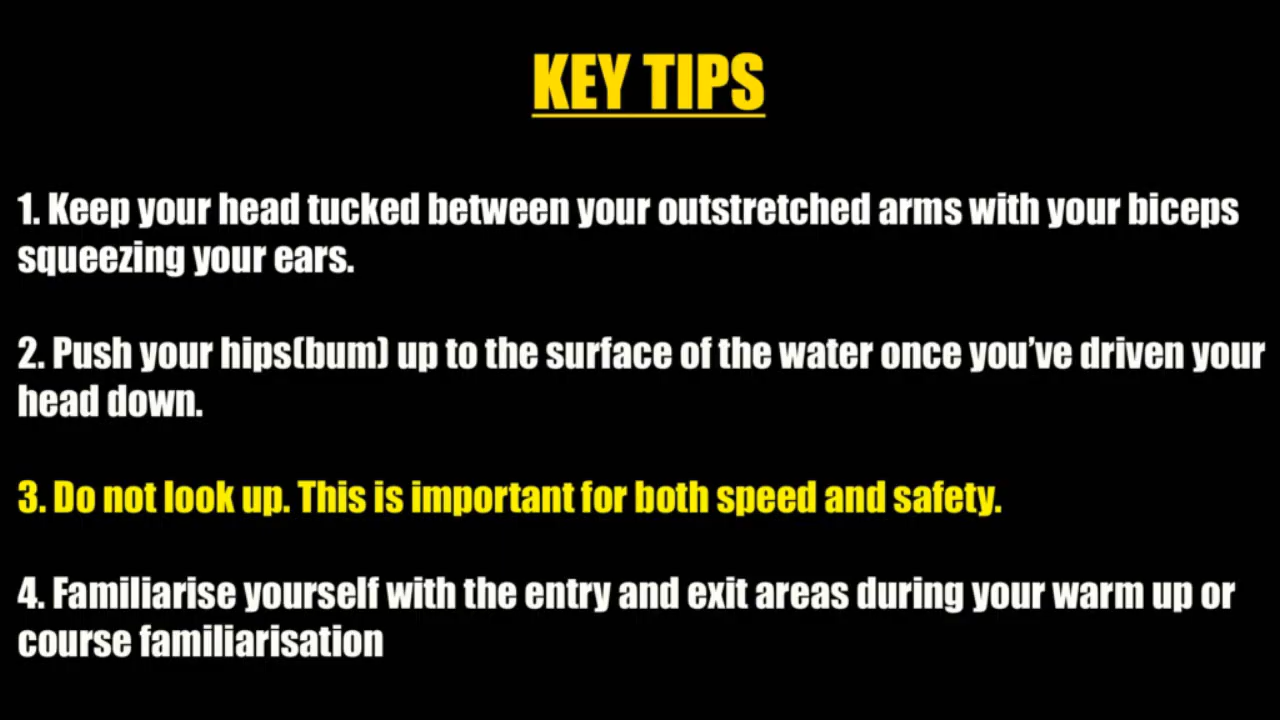 KEY TIPS
1. Keep your head tucked between your outstretched arms with your biceps
squeezing your ears.
2. Push your hips(bum) up to the surface of the water once you’ve driven your
head down.
3. Do not look up. This is important for both speed and safety.
4. Familiarise yourself with the entry and exit areas during your warm up or
course familiarisation